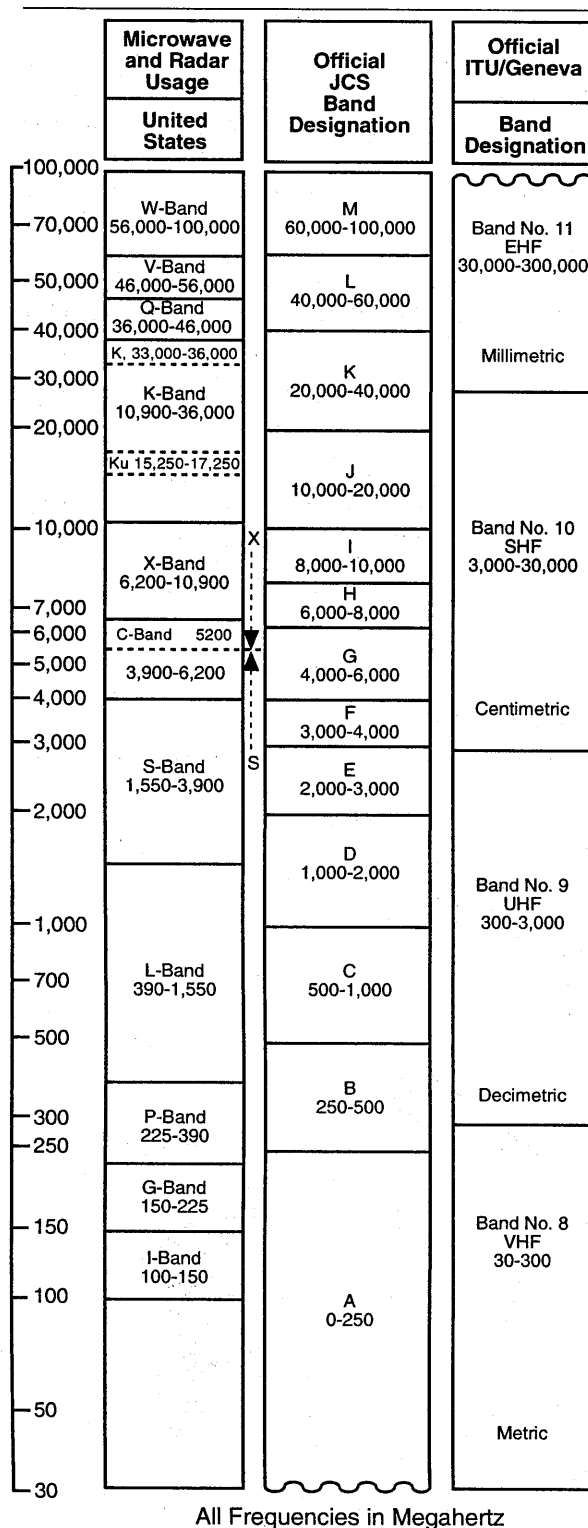 Microwave
and Radar
Usage
United
States
Official
JCS
Band
Designation
Official
ITU/Geneva
Band
Designation
100,000
70,000
50,000
40,000
30,000
20,000
10,000
7,000
6,000
5,000
4,000
3,000
2,000
1,000
700
500
300
250
150
100
50
30
W-Band
56,000-100,000
V-Band
46,000-56,000
Q-Band
36,000-46,000
K, 33,000-36,000
K-Band
10,900-36,000
Ku 15,250-17,250
X-Band
6,200-10,900
C-Band 5200
3,900-6,200
S-Band
1,550-3,900
L-Band
390-1,550
P-Band
225-390
G-Band
150-225
I-Band
100-150
X
S
M
60,000-100,000
L
40,000-60,000
K
20,000-40,000
J
10,000-20,000
I
8,000-10,000
H
6,000-8,000
G
4,000-6,000
F
3,000-4,000
E
2,000-3,000
D
1,000-2,000
C
500-1,000
B
250-500
A
0-250
Band No. 11
EHF
30,000-300,000
Millimetric
Band No. 10
SHF
3,000-30,000
Centimetric
Band No. 9
UHF
300-3,000
Decimetric
Band No. 8
VHF
30-300
Metric
All Frequencies in Megahertz